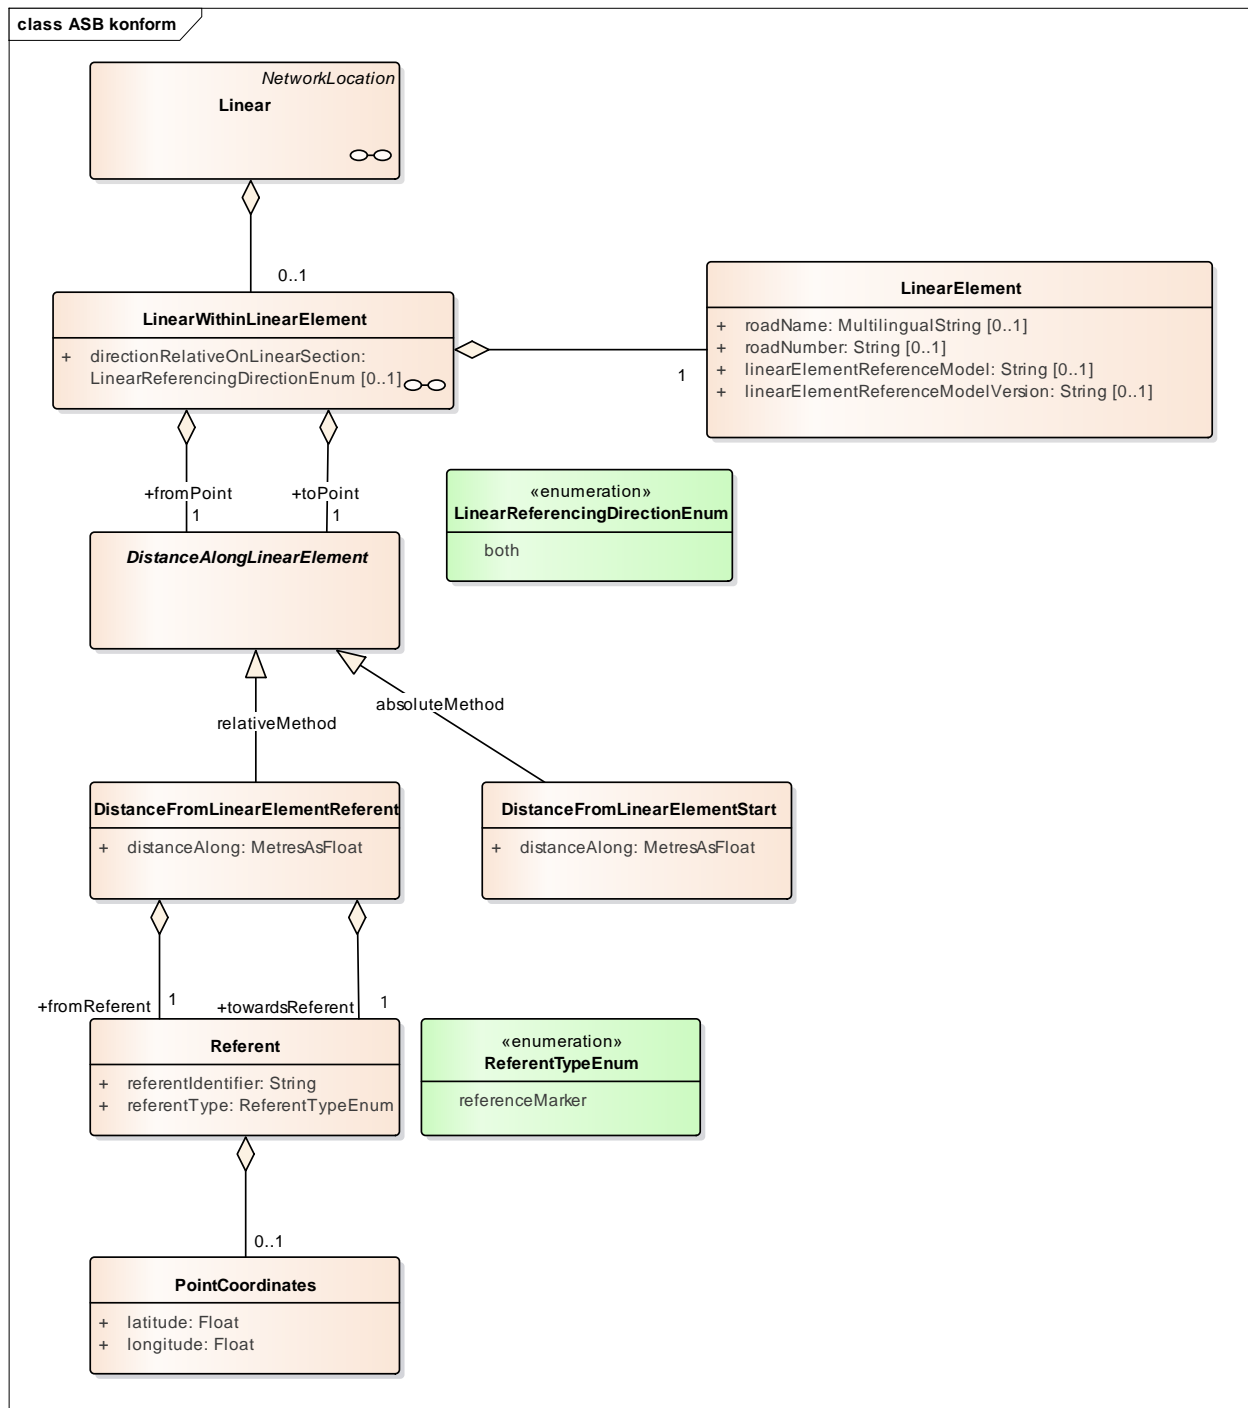 class ASB konform
NetworkLocation
Linear
0..1
LinearWithinLinearElement
+ directionRelativeOnLinearSection:
LinearReferencingDirectionEnum [0..1]
1
LinearElement
+ roadName: MultilingualString [0..1]
+ roadNumber: String [0..1]
+ linearElementReferenceModel: String [0..1]
+ linearElementReferenceModelVersion: String [0..1]
+fromPoint
1
+toPoint
1
«enumeration»
LinearReferencingDirectionEnum
both
DistanceAlongLinearElement
relativeMethod
absoluteMethod
DistanceFromLinearElementReferent
+ distanceAlong: MetresAsFloat
DistanceFromLinearElementStart
+ distanceAlong: MetresAsFloat
+fromReferent
1
+towardsReferent
1
Referent
+ referentIdentifier: String
+ referentType: ReferentTypeEnum
«enumeration»
ReferentTypeEnum
referenceMarker
0..1
PointCoordinates
+ latitude: Float
+ longitude: Float